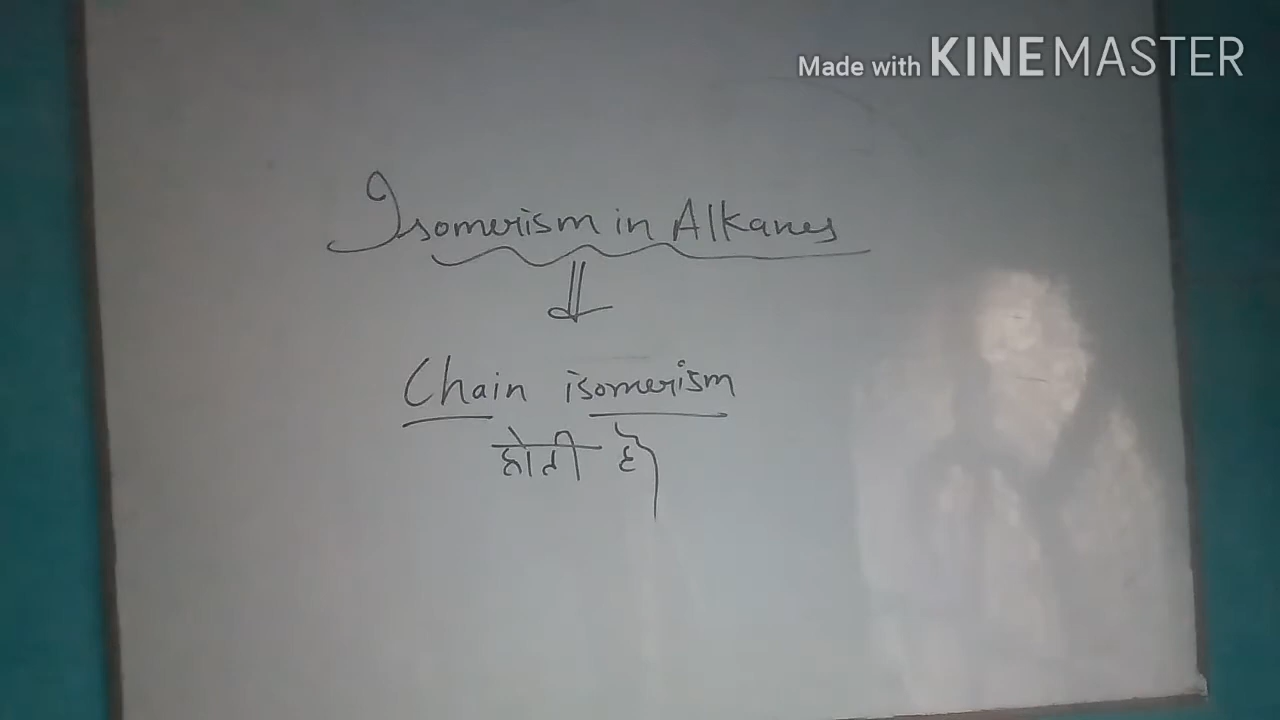 Made with KINEMASTER
Isomerism in Alkanes
Chain isomerism
होती है